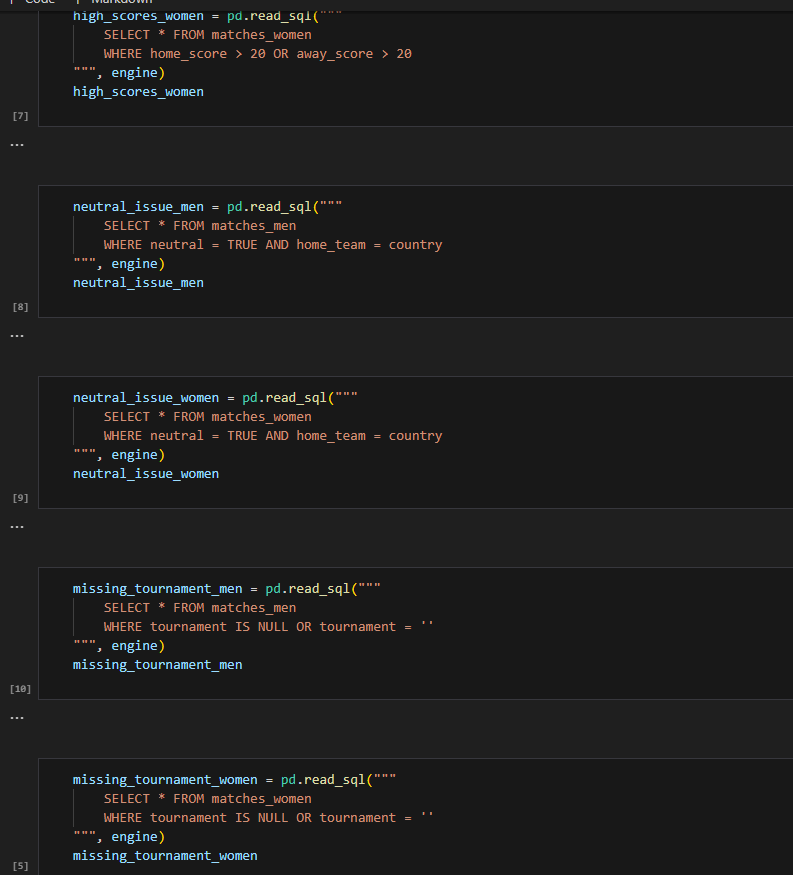 Code Markdown
high_scores_women = pd.read_sql("""
    SELECT * FROM matches_women
    WHERE home_score > 20 OR away_score > 20
""", engine)
high_scores_women
[7]
...
neutral_issue_men = pd.read_sql("""
    SELECT * FROM matches_men
    WHERE neutral = TRUE AND home_team = country
""", engine)
neutral_issue_men
[8]
...
neutral_issue_women = pd.read_sql("""
    SELECT * FROM matches_women
    WHERE neutral = TRUE AND home_team = country
""", engine)
neutral_issue_women
[9]
...
missing_tournament_men = pd.read_sql("""
    SELECT * FROM matches_men
    WHERE tournament IS NULL OR tournament = ''
""", engine)
missing_tournament_men
[10]
...
missing_tournament_women = pd.read_sql("""
    SELECT * FROM matches_women
    WHERE tournament IS NULL OR tournament = ''
""", engine)
missing_tournament_women
[5]